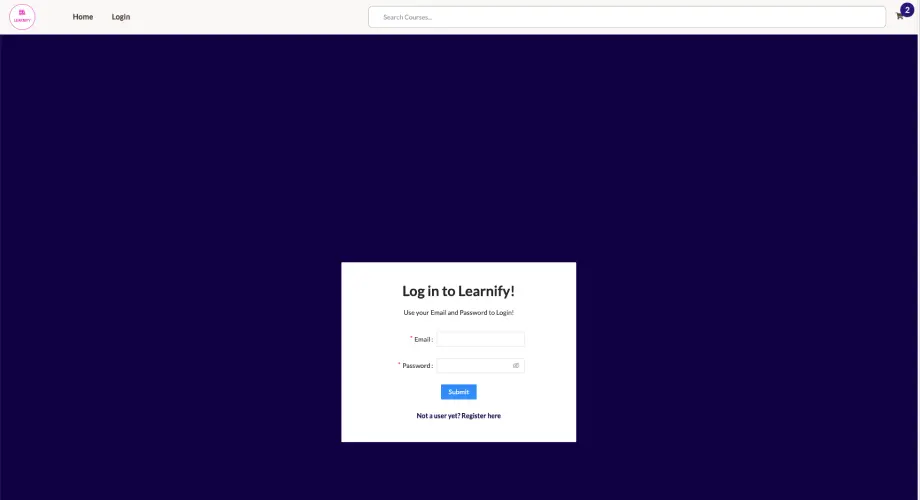 LEARNIFY
Home
Login
Search Courses...
2
Log in to Learnify!
Use your Email and Password to Login!
* Email :
* Password :
Submit
Not a user yet? Register here